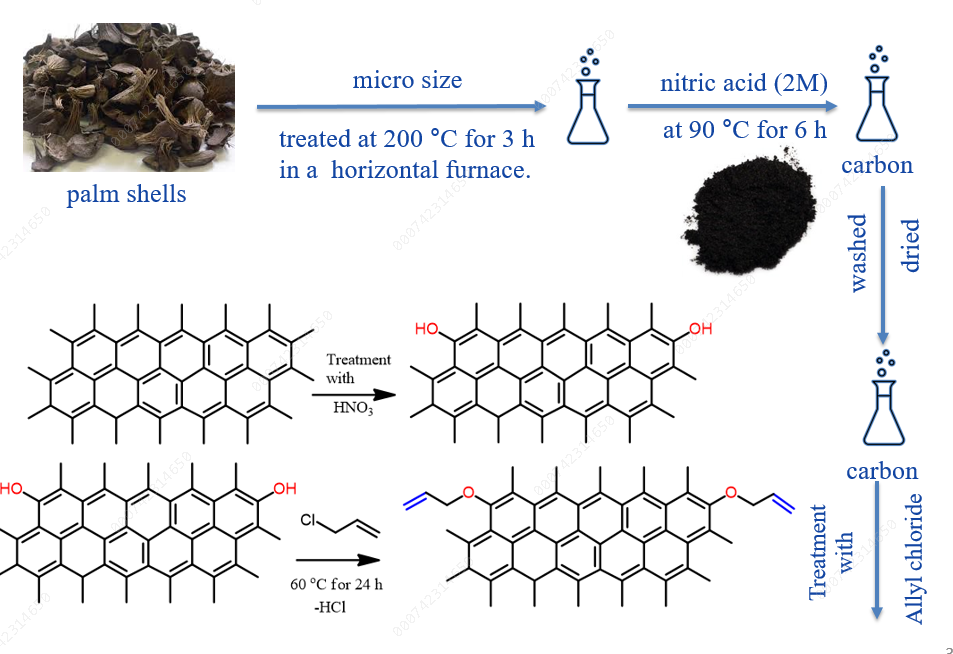 micro size
treated at 200 °C for 3 h
in a horizontal furnace.
palm shells
nitric acid (2M)
at 90 °C for 6 h
carbon
washed
dried
HO
OH
Treatment
with
HNO3
carbon
HO
OH
Cl
60 °C for 24 h
-HCl
O
O
Treatment
with
Allyl chloride
000742314650